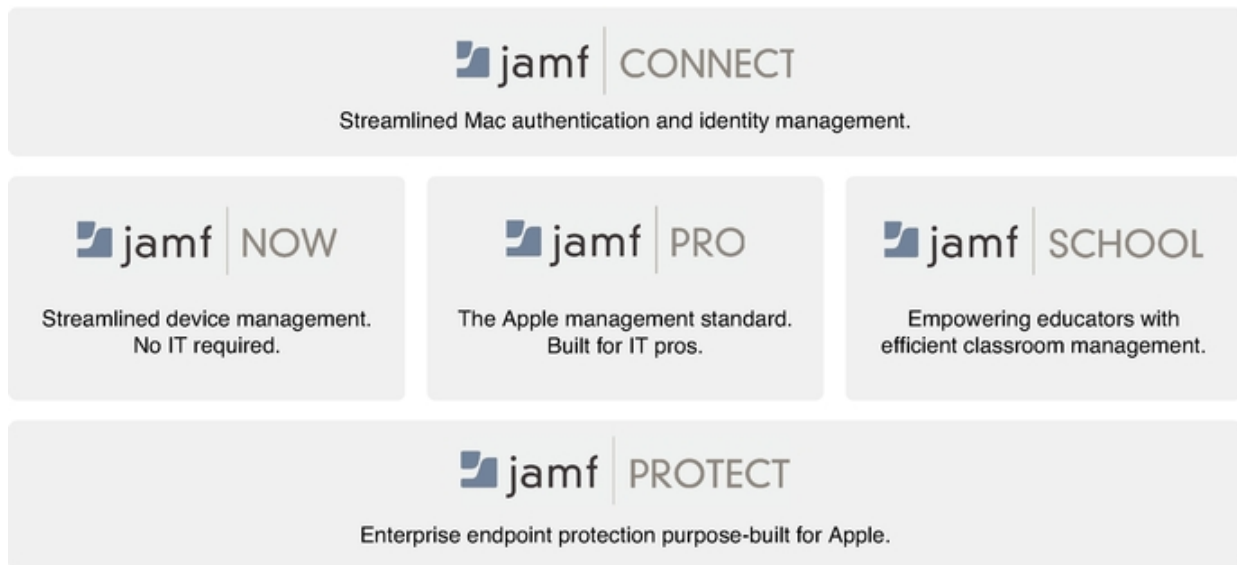 jamf | CONNECT
Streamlined Mac authentication and identity management.
jamf | NOW
Streamlined device management.
No IT required.
jamf | PRO
The Apple management standard.
Built for IT pros.
jamf | SCHOOL
Empowering educators with
efficient classroom management.
jamf | PROTECT
Enterprise endpoint protection purpose-built for Apple.